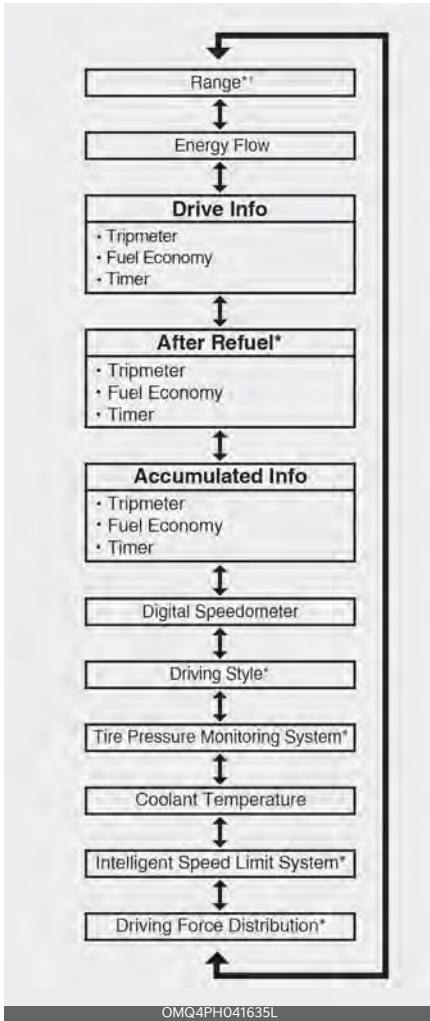 Range*†
Energy Flow
Drive Info
• Tripmeter
• Fuel Economy
• Timer
After Refuel*
• Tripmeter
• Fuel Economy
• Timer
Accumulated Info
• Tripmeter
• Fuel Economy
• Timer
Digital Speedometer
Driving Style*
Tire Pressure Monitoring System*
Coolant Temperature
Intelligent Speed Limit System*
Driving Force Distribution*
OMQ4PH041635L